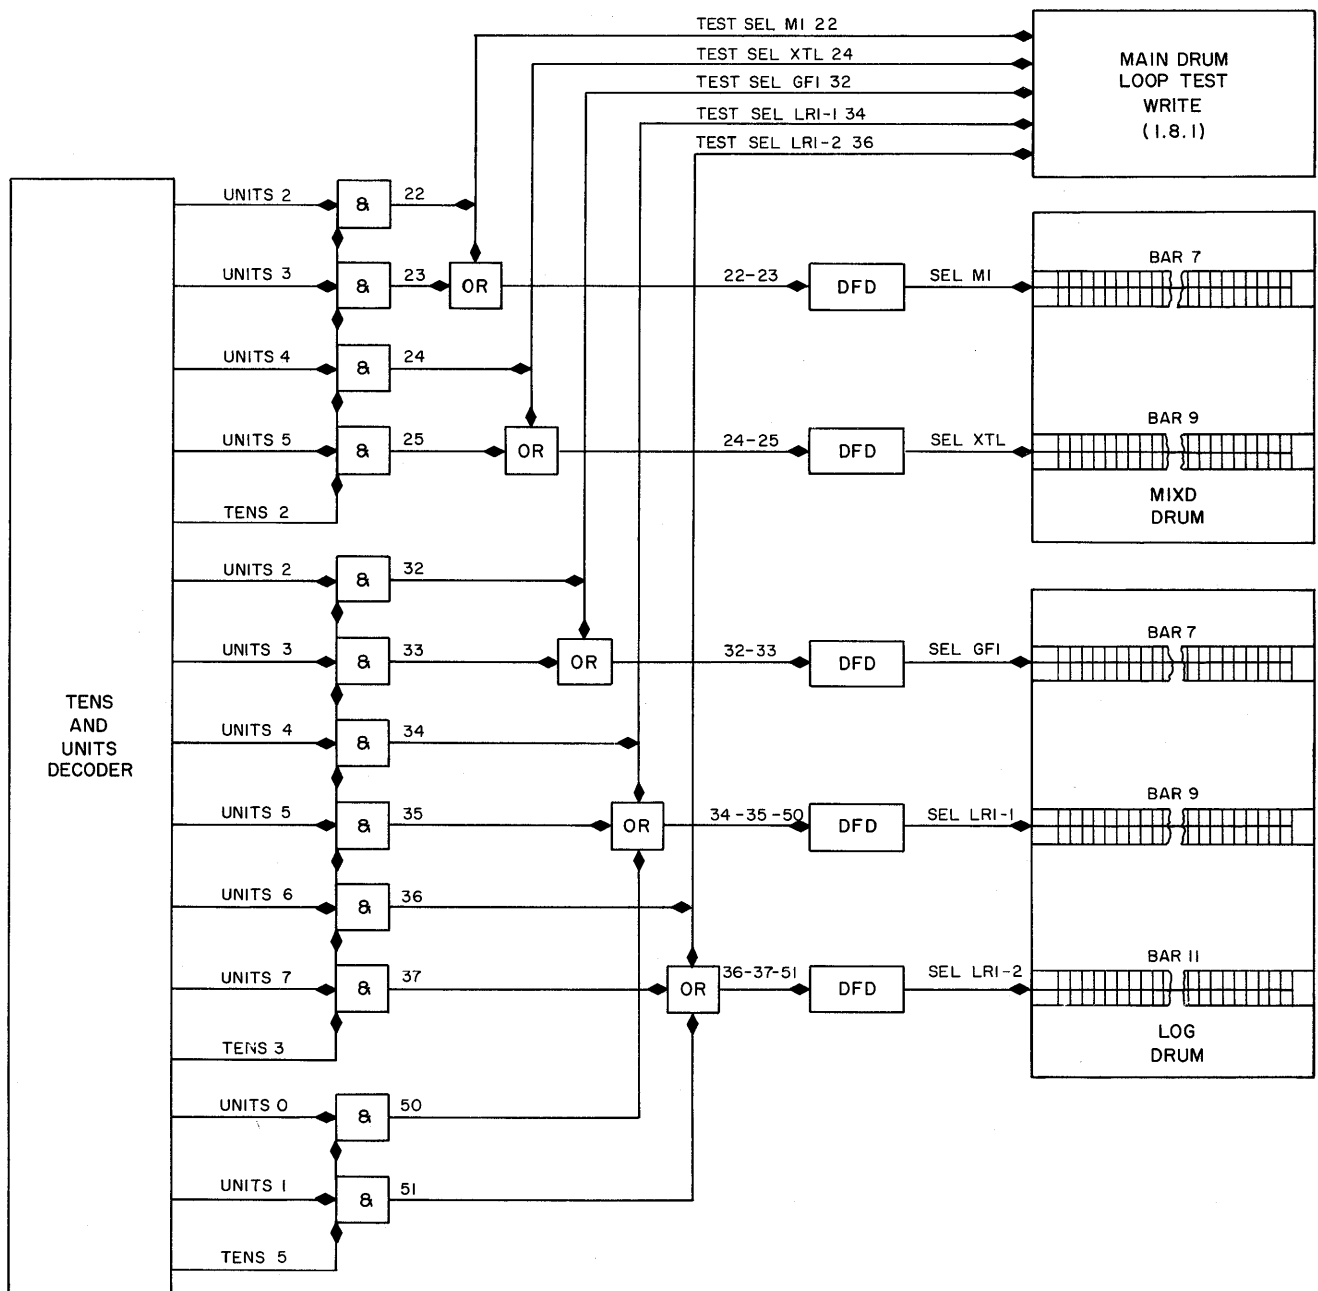 TEST SEL MI 22
TEST SEL XTL 24
TEST SEL GFI 32
TEST SEL LRI-1 34
TEST SEL LRI-2 36
MAIN DRUM
LOOP TEST
WRITE
(1.8.1)
UNITS 2
&
22
UNITS 3
&
23
OR
22-23
DFD
SEL MI
BAR 7
UNITS 4
&
24
UNITS 5
&
25
OR
24-25
DFD
SEL XTL
BAR 9
TENS 2
MIXD
DRUM
UNITS 2
&
32
UNITS 3
&
33
OR
32-33
DFD
SEL GFI
BAR 7
TENS
AND
UNITS
DECODER
UNITS 4
&
34
UNITS 5
&
35
OR
34-35-50
DFD
SEL LRI-1
BAR 9
UNITS 6
&
36
UNITS 7
&
37
OR
36-37-51
DFD
SEL LRI-2
BAR 11
TENS 3
LOG
DRUM
UNITS 0
&
50
UNITS 1
&
51
TENS 5